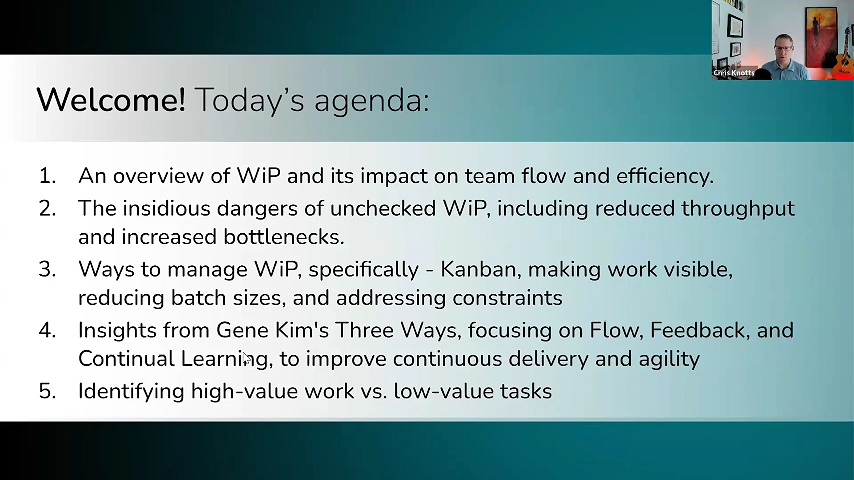 Chris Knotts
Welcome! Today's agenda:
1. An overview of WiP and its impact on team flow and efficiency.
2. The insidious dangers of unchecked WiP, including reduced throughput
and increased bottlenecks.
3. Ways to manage WiP, specifically - Kanban, making work visible,
reducing batch sizes, and addressing constraints
4. Insights from Gene Kim's Three Ways, focusing on Flow, Feedback, and
Continual Learning, to improve continuous delivery and agility
5. Identifying high-value work vs. low-value tasks